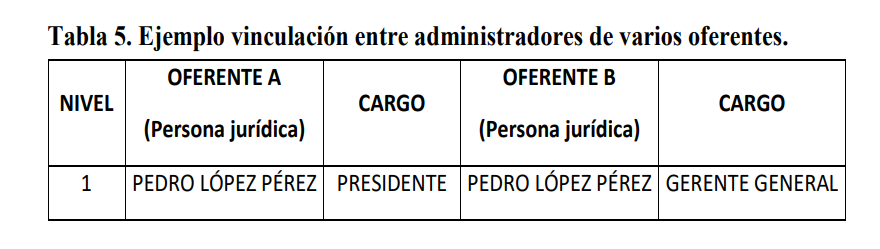 Tabla 5. Ejemplo vinculación entre administradores de varios oferentes.
NIVEL
OFERENTE A
(Persona jurídica)
CARGO
OFERENTE B
(Persona jurídica)
CARGO
1
PEDRO LÓPEZ PÉREZ
PRESIDENTE
PEDRO LÓPEZ PÉREZ
GERENTE GENERAL